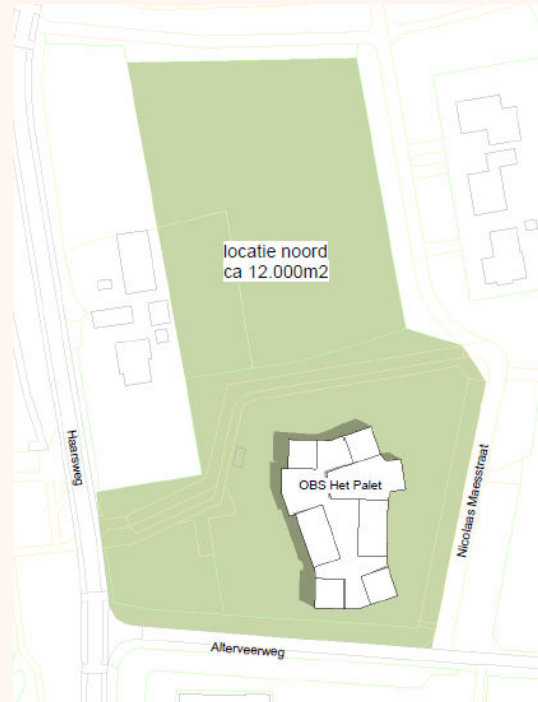 locatie noord
ca 12.000m2
Haarsweg
OBS Het Palet
Nicolaas Maesstraat
Alterveerweg